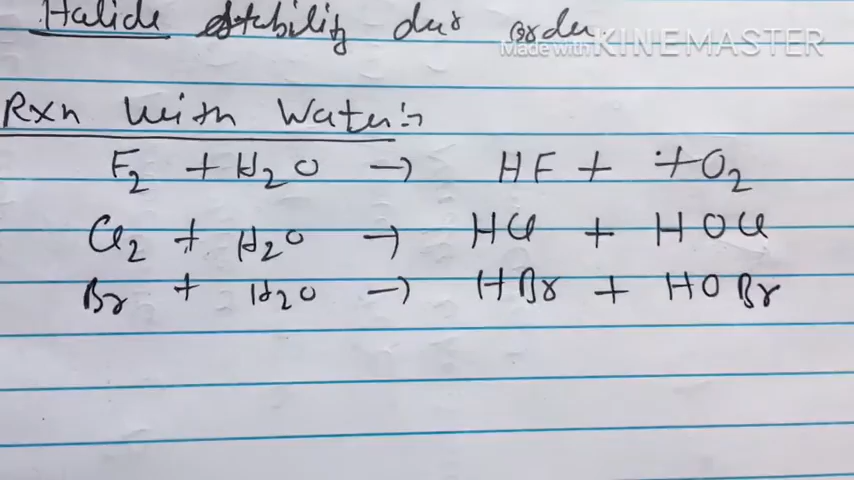 Halide stability dur order
Made with KINEMASTER
Rxn with Water:-
F2 + H2O → HF + + O2
Cl2 + H2O → HCl + HOCl
Br + H2O → HBr + HOBr